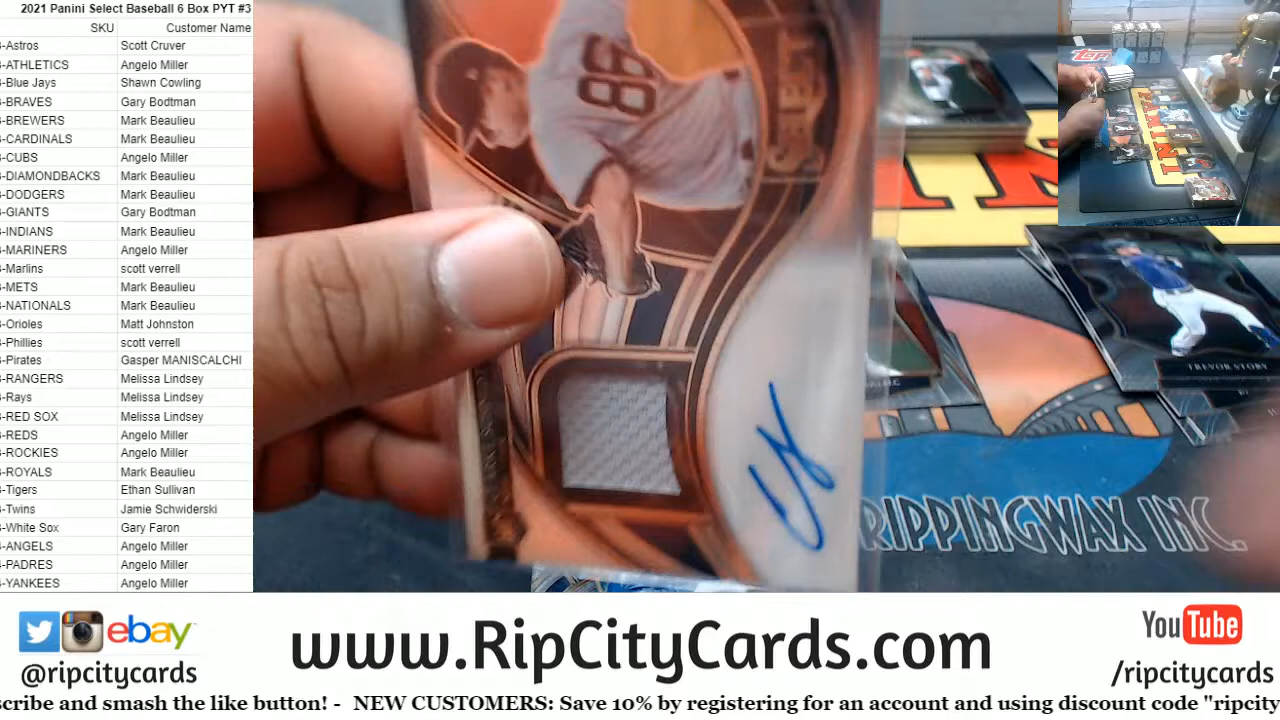 2021 Panini Select Baseball 6 Box PYT #3
SKU Customer Name
-Astros Scott Cruver
-ATHLETICS Angelo Miller
-Blue Jays Shawn Cowling
-BRAVES Gary Bodtman
-BREWERS Mark Beaulieu
-CARDINALS Mark Beaulieu
-CUBS Angelo Miller
-DIAMONDBACKS Mark Beaulieu
-DODGERS Mark Beaulieu
-GIANTS Gary Bodtman
-INDIANS Mark Beaulieu
-MARINERS Angelo Miller
-Marlins scott verrell
-METS Mark Beaulieu
-NATIONALS Mark Beaulieu
-Orioles Matt Johnston
-Phillies scott verrell
-Pirates Gasper MANISCALCHI
-RANGERS Melissa Lindsey
-Rays Melissa Lindsey
-RED SOX Melissa Lindsey
-REDS Angelo Miller
-ROCKIES Angelo Miller
-ROYALS Mark Beaulieu
-Tigers Ethan Sullivan
-Twins Jamie Schwiderski
-White Sox Gary Faron
-ANGELS Angelo Miller
-PADRES Angelo Miller
-YANKEES Angelo Miller
98
SELECT
TOPPS
PANINI
TREVOR STORY
RIPPINGWAX INC.
ebay
@ripcitycards
www.RipCityCards.com
YouTube
/ripcitycards
scribe and smash the like button! - NEW CUSTOMERS: Save 10% by registering for an account and using discount code "ripcity